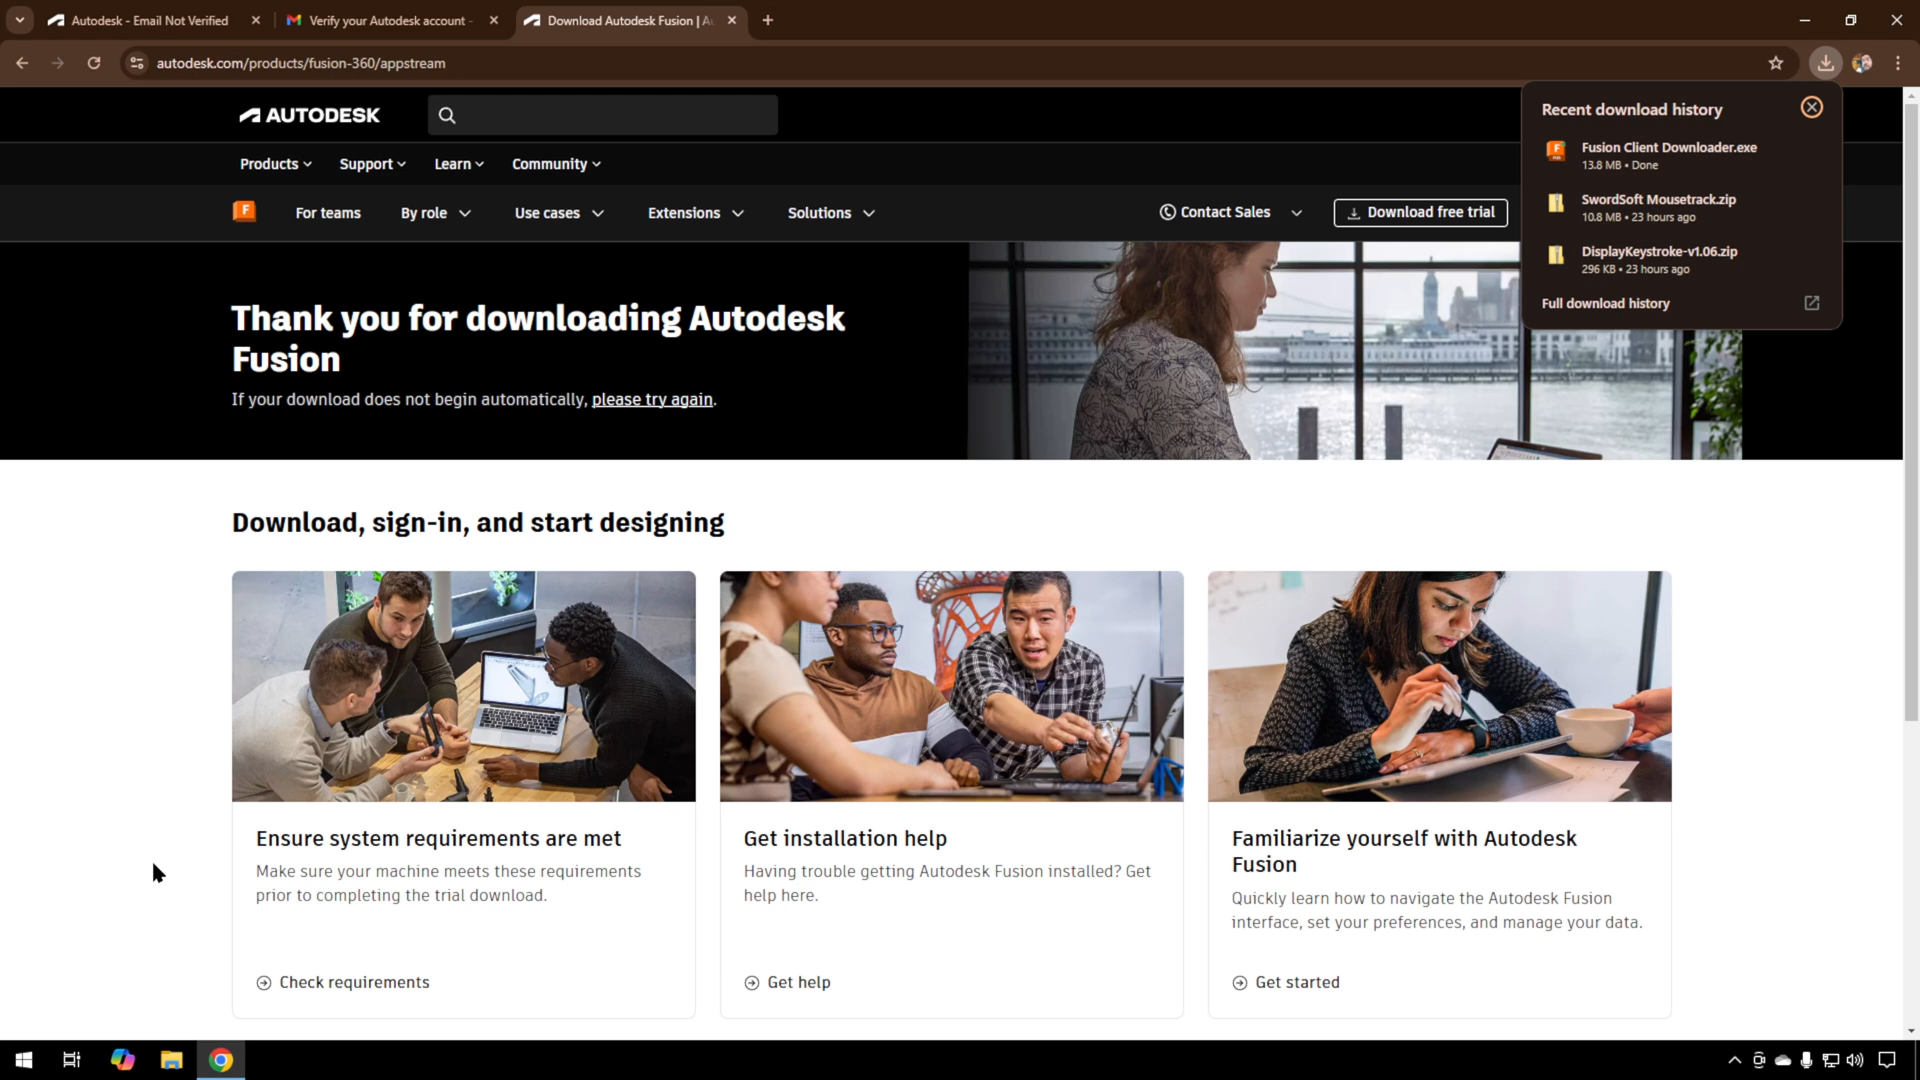 Autodesk - Email Not Verified
Verify your Autodesk account -
Download Autodesk Fusion | Au
autodesk.com/products/fusion-360/appstream
AUTODESK
Products
Support
Learn
Community
F
For teams
By role
Use cases
Extensions
Solutions
Contact Sales
Download free trial
Recent download history
Fusion Client Downloader.exe
13.8 MB • Done
SwordSoft Mousetrack.zip
10.8 MB • 23 hours ago
DisplayKeystroke-v1.06.zip
296 KB • 23 hours ago
Full download history
Thank you for downloading Autodesk
Fusion
If your download does not begin automatically, please try again.
Download, sign-in, and start designing
Ensure system requirements are met
Make sure your machine meets these requirements
prior to completing the trial download.
Check requirements
Get installation help
Having trouble getting Autodesk Fusion installed? Get
help here.
Get help
Familiarize yourself with Autodesk
Fusion
Quickly learn how to navigate the Autodesk Fusion
interface, set your preferences, and manage your data.
Get started